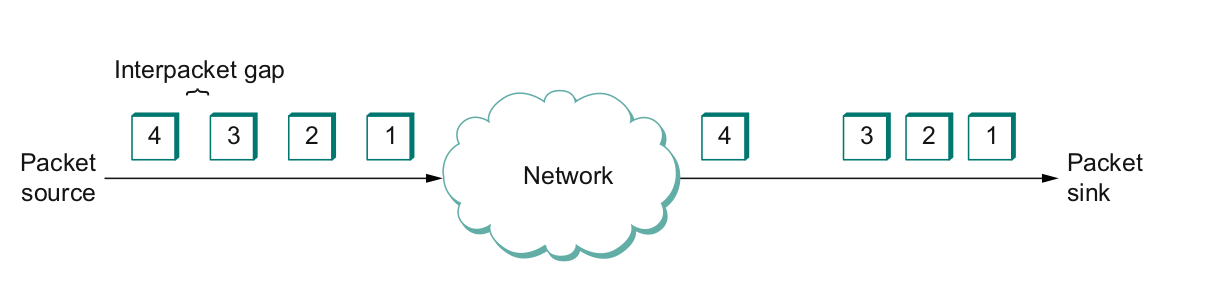 Interpacket gap
4 3 2 1
4 3 2 1
Packet
source
Network
Packet
sink